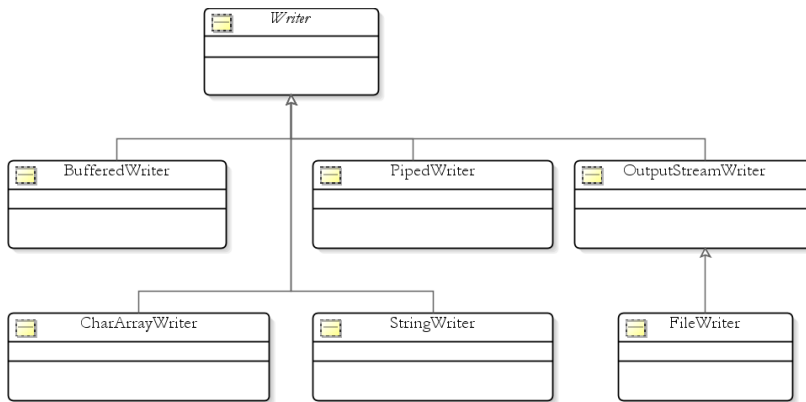 Writer
BufferedWriter
PipedWriter
OutputStreamWriter
CharArrayWriter
StringWriter
FileWriter